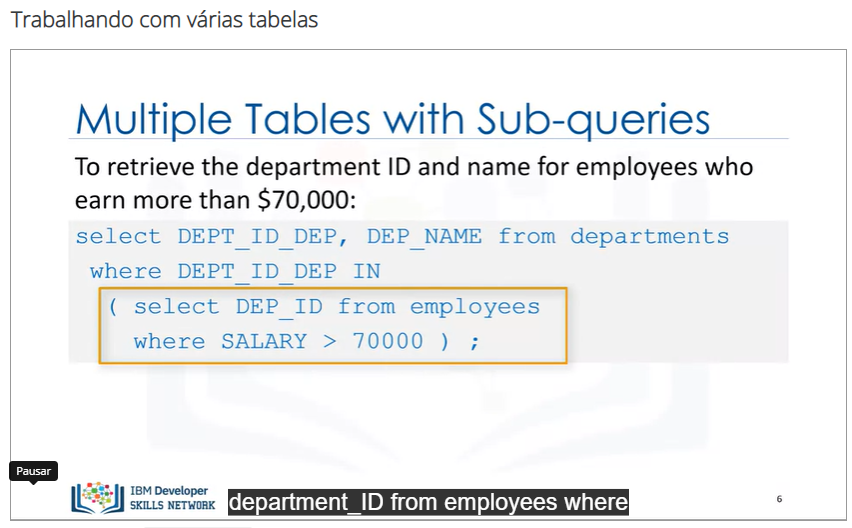 Trabalhando com várias tabelas
Multiple Tables with Sub-queries
To retrieve the department ID and name for employees who
earn more than $70,000:
select DEPT_ID_DEP, DEP_NAME from departments
where DEPT_ID_DEP IN
( select DEP_ID from employees
where SALARY > 70000 ) ;
Pausar
IBM Developer
SKILLS NETWORK
department_ID from employees where
6